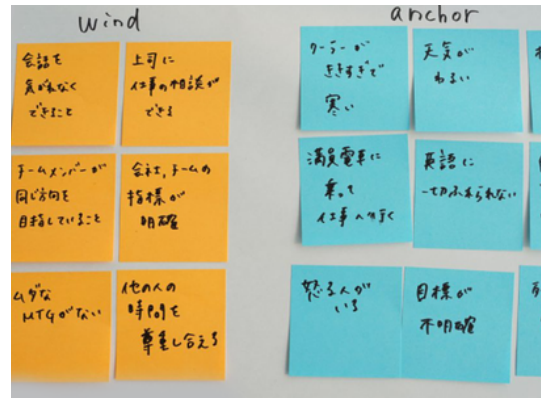 wind
会話を
気がねなく
できること
上司に
仕事の相談が
できる
チームメンバーが
同じ方向を
目指していること
会社、チームの
指標が
明確
ムダな
MTGがない
他の人の
時間を
尊重し合える
anchor
クーラーが
ききすぎて
寒い
天気が
わるい
満員電車に
乗って
仕事へ行く
英語に
一切ふれられない
怒る人が
いる
目標が
不明確